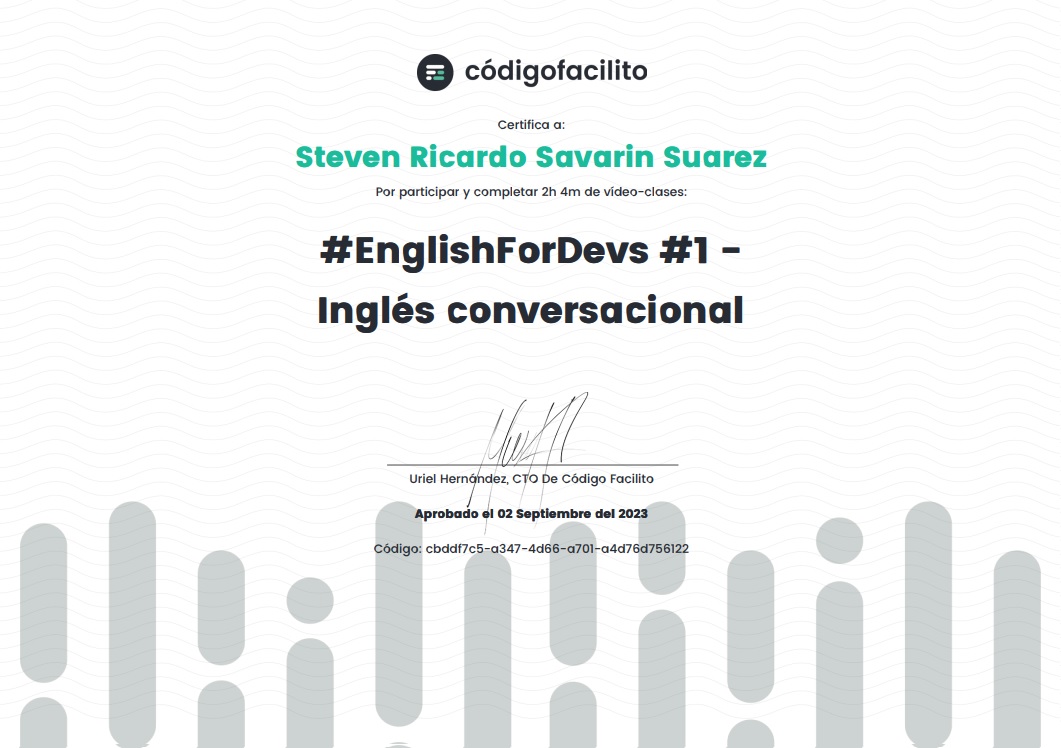 códigofacilito
Certifica a:
Steven Ricardo Savarin Suarez
Por participar y completar 2h 4m de vídeo-clases:
#EnglishForDevs #1 -
Inglés conversacional
Uriel Hernández, CTO De Código Facilito
Aprobado el 02 Septiembre del 2023
Código: cbddf7c5-a347-4d66-a701-a4d76d756122